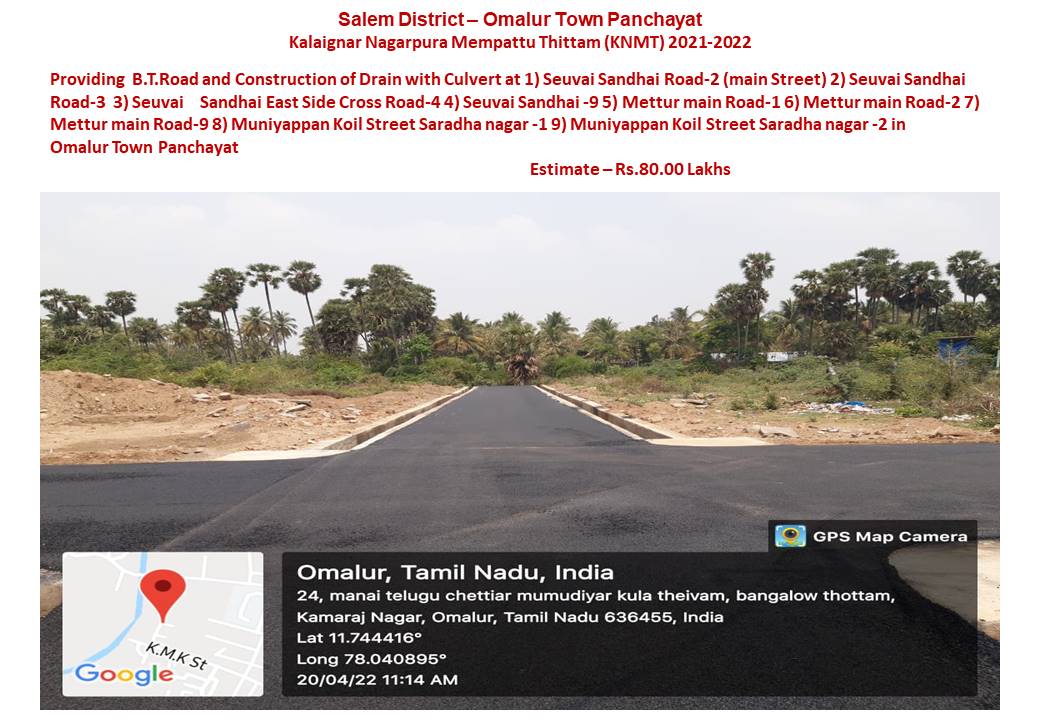 Salem District – Omalur Town Panchayat
Kalaignar Nagarpura Mempattu Thittam (KNMT) 2021-2022
Providing B.T.Road and Construction of Drain with Culvert at 1) Seuvai Sandhai Road-2 (main Street) 2) Seuvai Sandhai
Road-3 3) Seuvai Sandhai East Side Cross Road-4 4) Seuvai Sandhai -9 5) Mettur main Road-1 6) Mettur main Road-2 7)
Mettur main Road-9 8) Muniyappan Koil Street Saradha nagar -1 9) Muniyappan Koil Street Saradha nagar -2 in
Omalur Town Panchayat
Estimate – Rs.80.00 Lakhs
GPS Map Camera
Omalur, Tamil Nadu, India
24, manai telugu chettiar mumudiyar kula theivam, bangalow thottam,
Kamaraj Nagar, Omalur, Tamil Nadu 636455, India
Lat 11.744416°
Long 78.040895°
20/04/22 11:14 AM
K.M.K St
Google